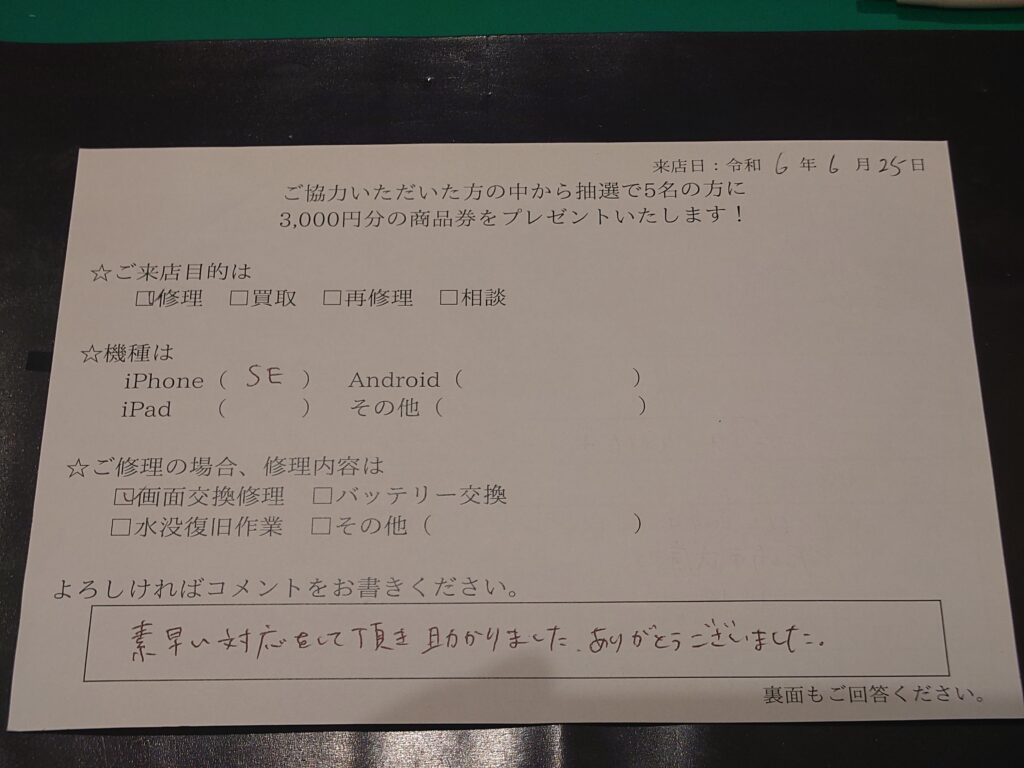 来店日：令和 6 年 6 月 25日
ご協力いただいた方の中から抽選で5名の方に
3,000円分の商品券をプレゼントいたします！
☆ご来店目的は
☑修理 □買取 □再修理 □相談
☆機種は
iPhone（ SE ） Android（ ）
iPad （ ） その他（ ）
☆ご修理の場合、修理内容は
☑画面交換修理 □バッテリー交換
□水没復旧作業 □その他（ ）
よろしければコメントをお書きください。
素早い対応をして頂き助かりました。ありがとうございました。
裏面もご回答ください。